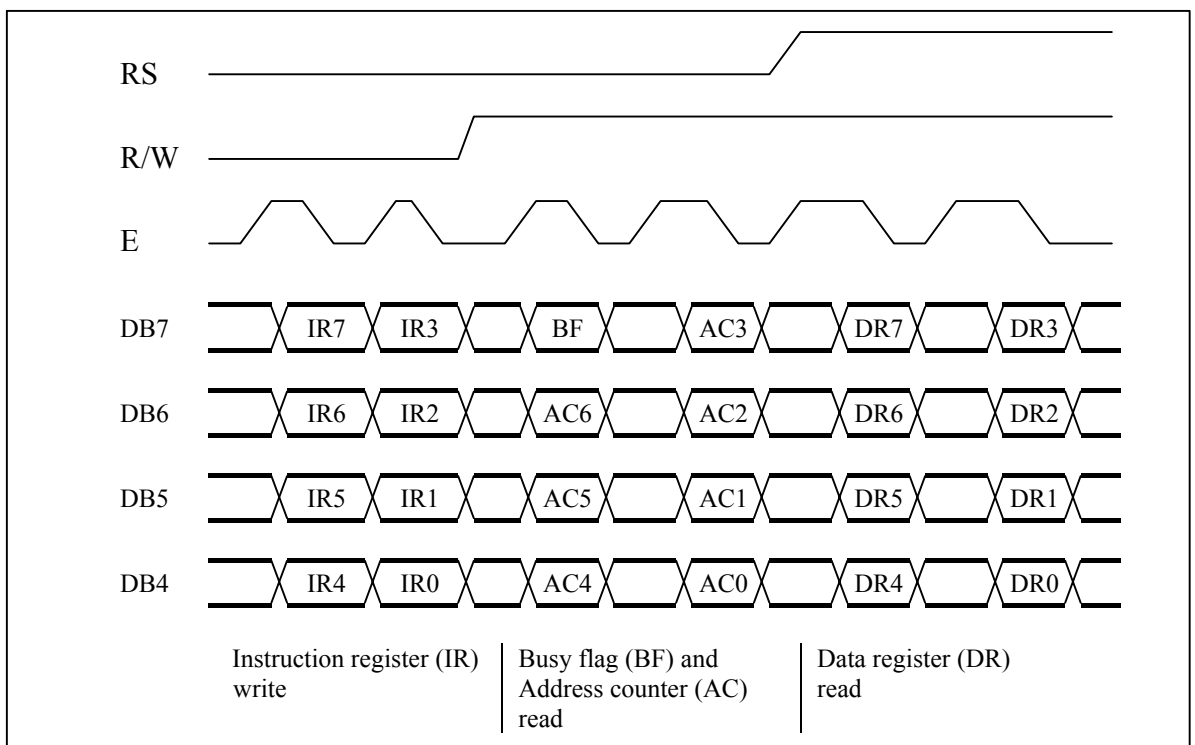 RS
R/W
E
DB7 IR7 IR3 BF AC3 DR7 DR3
DB6 IR6 IR2 AC6 AC2 DR6 DR2
DB5 IR5 IR1 AC5 AC1 DR5 DR1
DB4 IR4 IR0 AC4 AC0 DR4 DR0
Instruction register (IR)
write
Busy flag (BF) and
Address counter (AC)
read
Data register (DR)
read